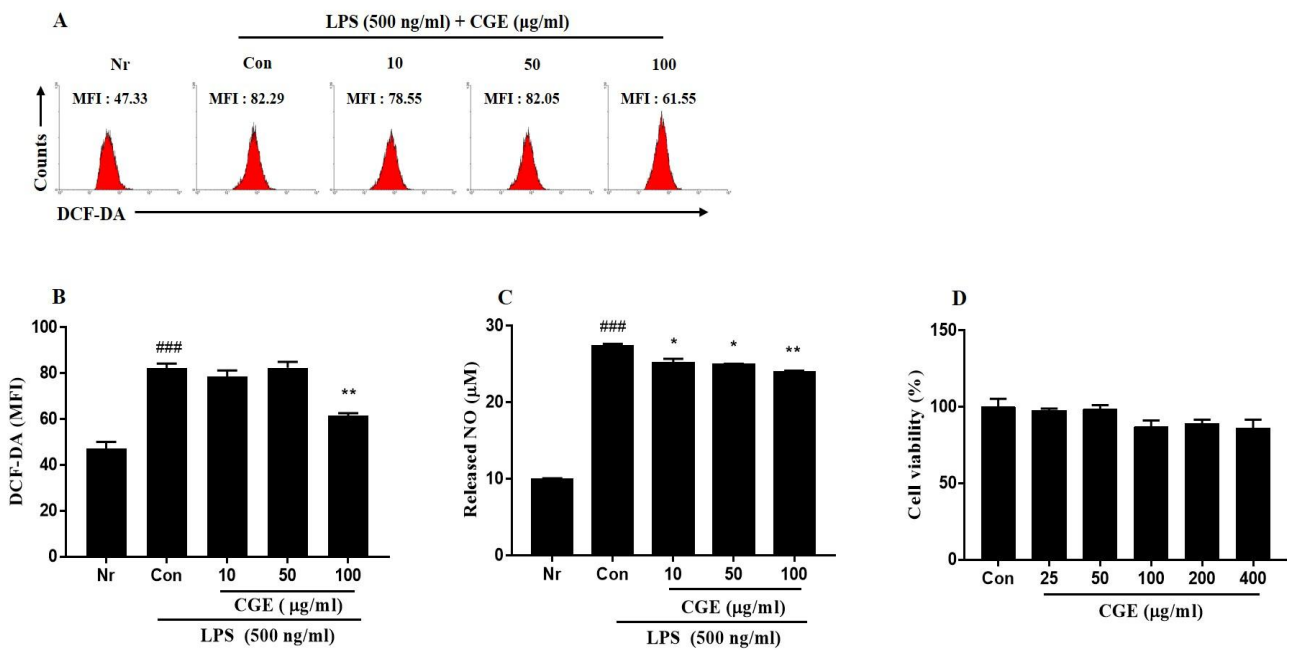 A
LPS (500 ng/ml) + CGE (μg/ml)
Nr Con 10 50 100
MFI : 47.33 MFI : 82.29 MFI : 78.55 MFI : 82.05 MFI : 61.55
Counts
DCF-DA
B
100
80
60
40
20
0
DCF-DA (MFI)
###
**
Nr Con 10 50 100
CGE ( μg/ml)
LPS (500 ng/ml)
C
30
20
10
0
Released NO (μM)
###
*
*
**
Nr Con 10 50 100
CGE (μg/ml)
LPS (500 ng/ml)
D
150
100
50
0
Cell viability (%)
Con 25 50 100 200 400
CGE (μg/ml)